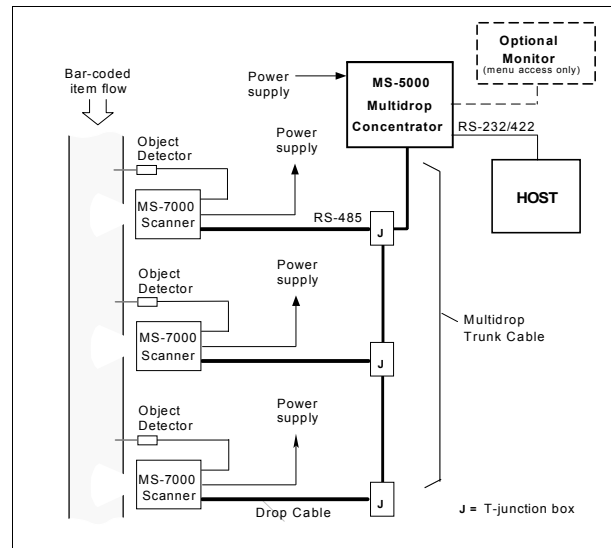 Optional
Monitor
(menu access only)
Bar-coded
item flow
Power
supply
MS-5000
Multidrop
Concentrator
RS-232/422
HOST
Object
Detector
Power
supply
MS-7000
Scanner
RS-485
J
Object
Detector
Power
supply
MS-7000
Scanner
J
Multidrop
Trunk Cable
Object
Detector
Power
supply
MS-7000
Scanner
J
Drop Cable
J = T-junction box